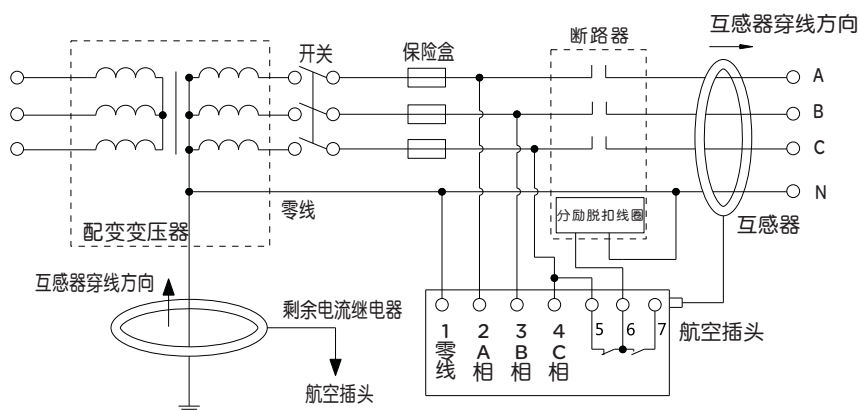 互感器穿线方向
断路器
开关
保险盒
A
B
C
N
零线
分励脱扣线圈
配变变压器
互感器
互感器穿线方向
剩余电流继电器
航空插头
1 2 3 4 5 6 7
零线 A相 B相 C相
航空插头